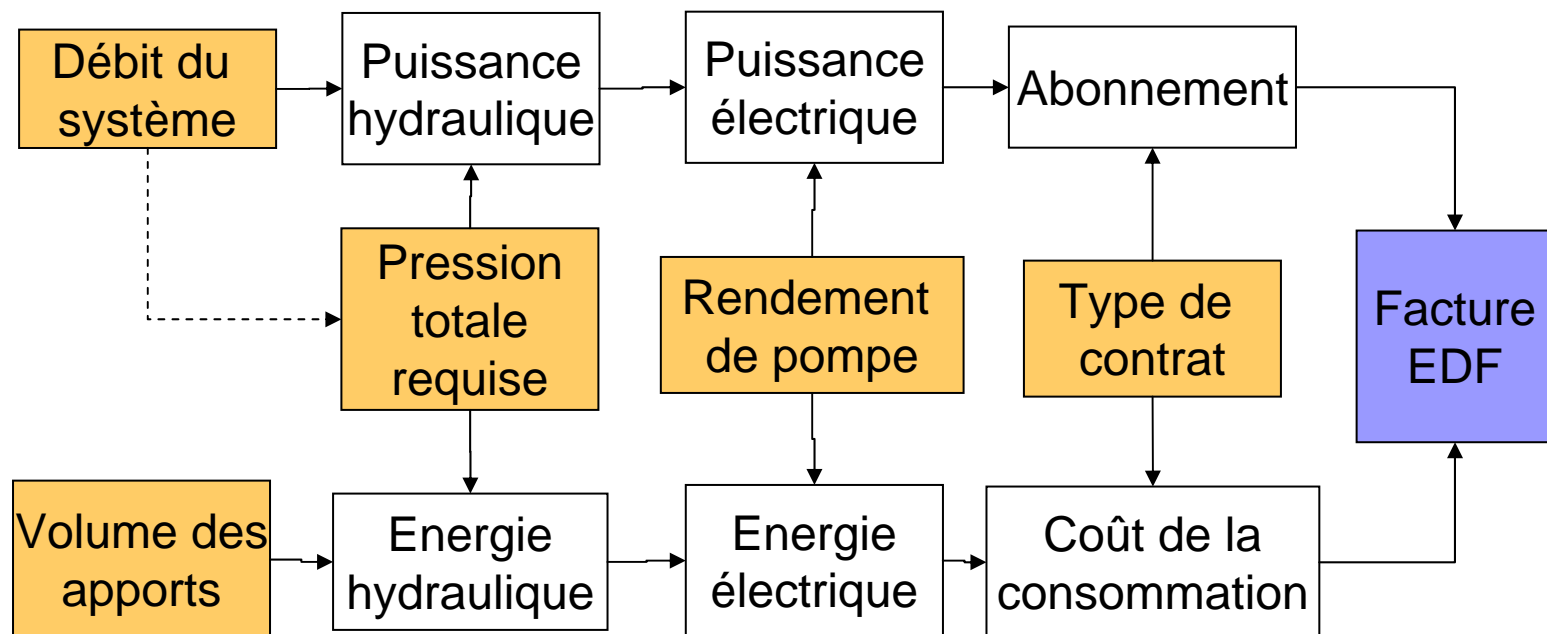 Débit du
système
Puissance
hydraulique
Puissance
électrique
Abonnement
Pression
totale
requise
Rendement
de pompe
Type de
contrat
Facture
EDF
Volume des
apports
Energie
hydraulique
Energie
électrique
Coût de la
consommation